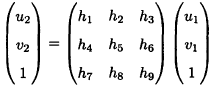 u₂ h₁ h₂ h₃ u₁
v₂ = h₄ h₅ h₆ v₁
1 h₇ h₈ h₉ 1